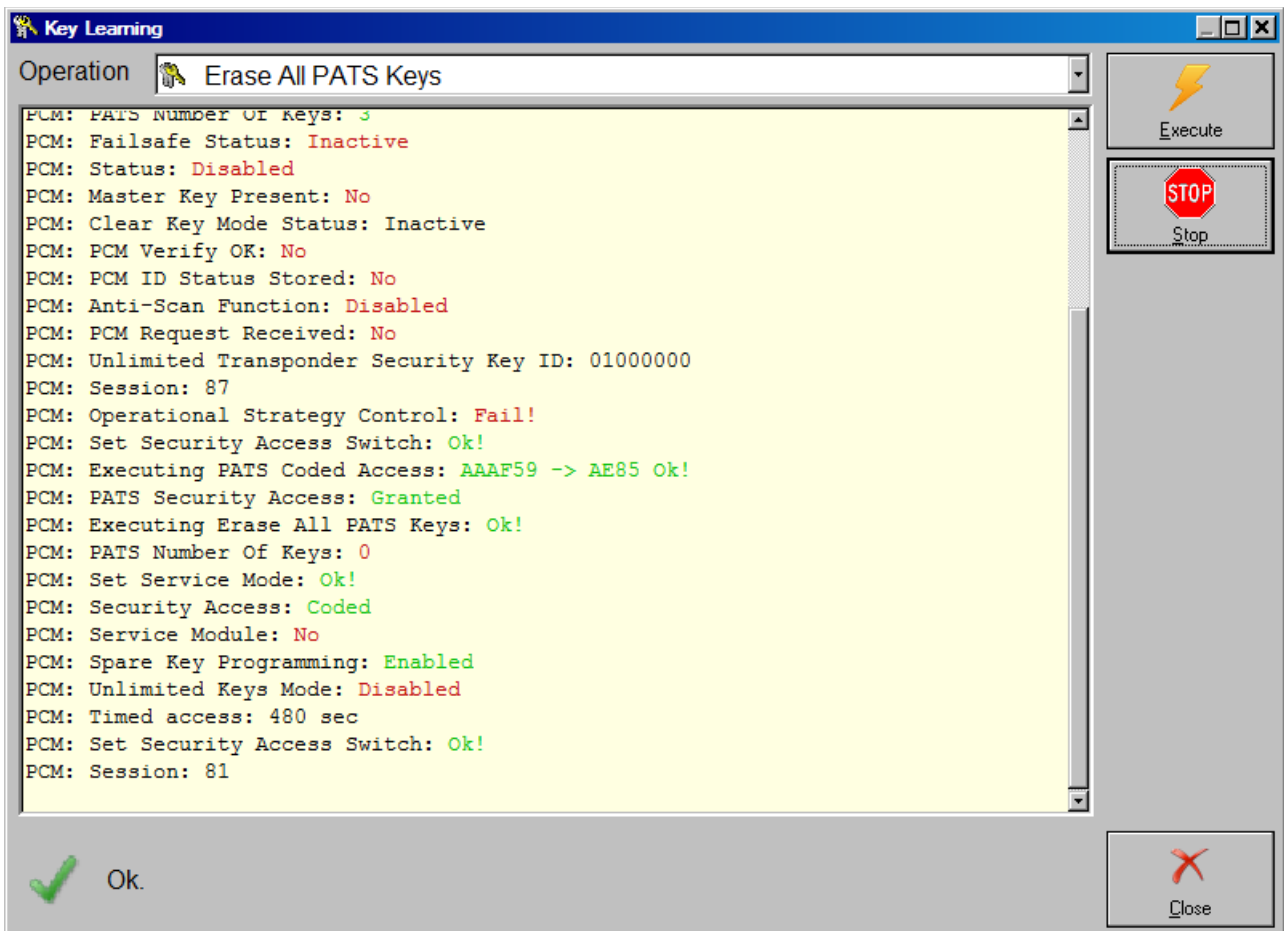 Key Learning
Operation
Erase All PATS Keys
PCM: PATS Number Of Keys: 3
PCM: Failsafe Status: Inactive
PCM: Status: Disabled
PCM: Master Key Present: No
PCM: Clear Key Mode Status: Inactive
PCM: PCM Verify OK: No
PCM: PCM ID Status Stored: No
PCM: Anti-Scan Function: Disabled
PCM: PCM Request Received: No
PCM: Unlimited Transponder Security Key ID: 01000000
PCM: Session: 87
PCM: Operational Strategy Control: Fail!
PCM: Set Security Access Switch: Ok!
PCM: Executing PATS Coded Access: AAAF59 -> AE85 Ok!
PCM: PATS Security Access: Granted
PCM: Executing Erase All PATS Keys: Ok!
PCM: PATS Number Of Keys: 0
PCM: Set Service Mode: Ok!
PCM: Security Access: Coded
PCM: Service Module: No
PCM: Spare Key Programming: Enabled
PCM: Unlimited Keys Mode: Disabled
PCM: Timed access: 480 sec
PCM: Set Security Access Switch: Ok!
PCM: Session: 81
Execute
STOP
Stop
Ok.
Close